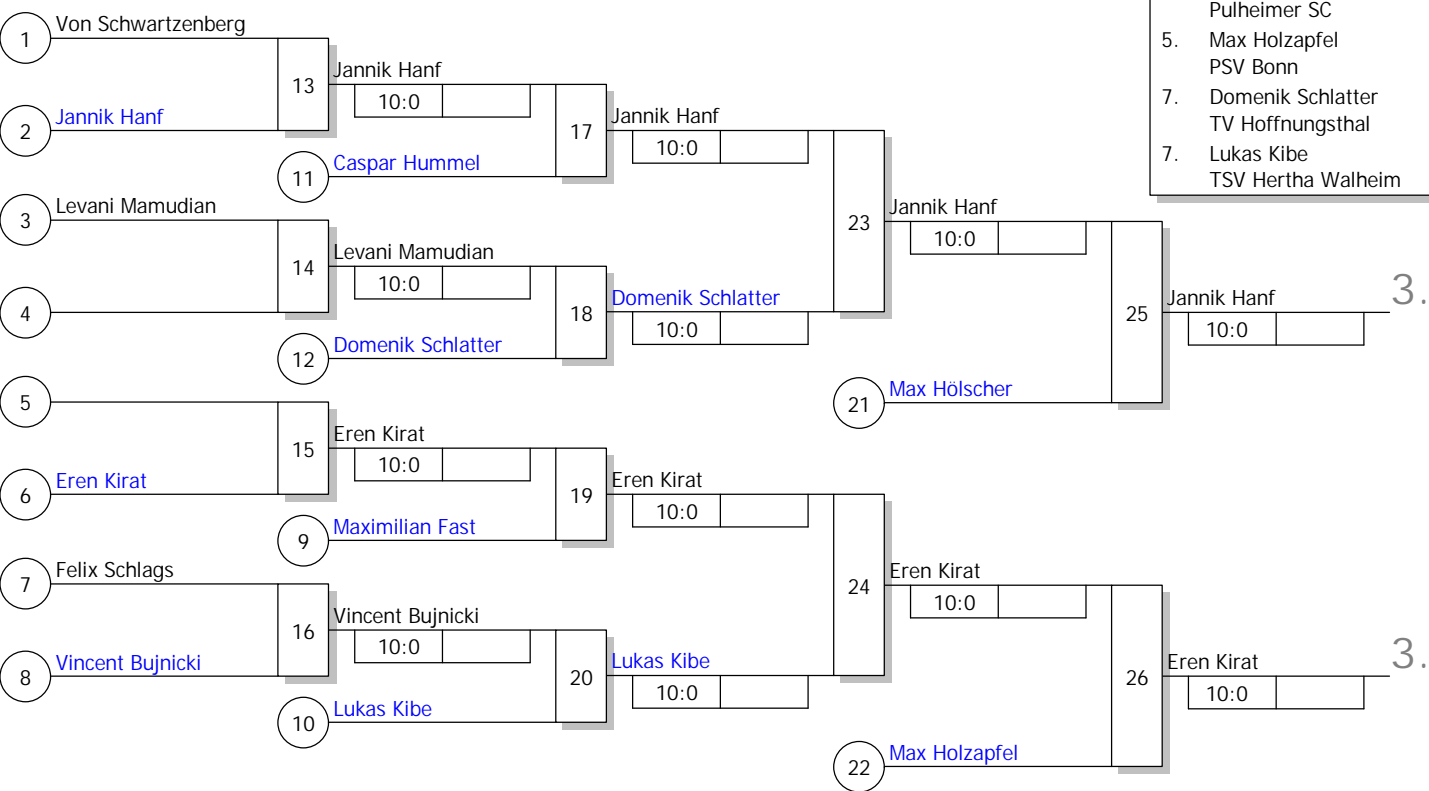 Pulheimer SC
5. Max Holzapfel
PSV Bonn
7. Domenik Schlatter
TV Hoffnungsthal
7. Lukas Kibe
TSV Hertha Walheim
1 Von Schwartzenberg
13 Jannik Hanf
10:0
2 Jannik Hanf
17 Jannik Hanf
10:0
11 Caspar Hummel
3 Levani Mamudian
23 Jannik Hanf
10:0
14 Levani Mamudian
10:0
4
18 Domenik Schlatter
10:0
12 Domenik Schlatter
25 Jannik Hanf 3.
10:0
21 Max Hölscher
5
15 Eren Kirat
10:0
6 Eren Kirat
19 Eren Kirat
10:0
9 Maximilian Fast
7 Felix Schlags
24 Eren Kirat
10:0
16 Vincent Bujnicki
10:0
8 Vincent Bujnicki
20 Lukas Kibe
10:0
10 Lukas Kibe
26 Eren Kirat 3.
10:0
22 Max Holzapfel